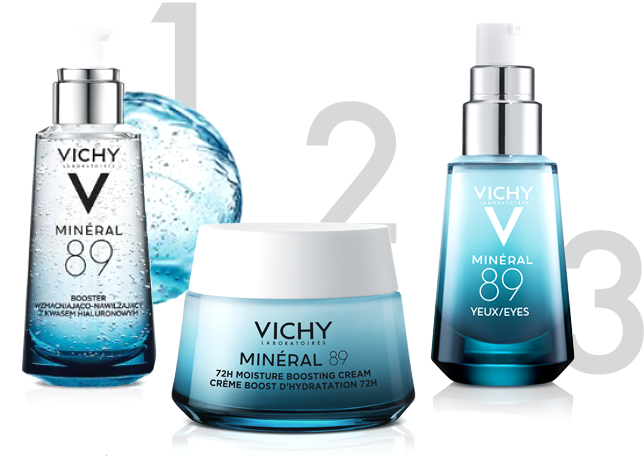 1
VICHY
LABORATOIRES
V
MINÉRAL
89
BOOSTER
WZMACNIAJĄCO-NAWILŻAJĄCY
Z KWASEM HIALURONOWYM
2
VICHY
LABORATOIRES
MINÉRAL 89
72H MOISTURE BOOSTING CREAM
CRÈME BOOST D'HYDRATATION 72H
3
VICHY
LABORATOIRES
V
MINÉRAL
89
YEUX/EYES